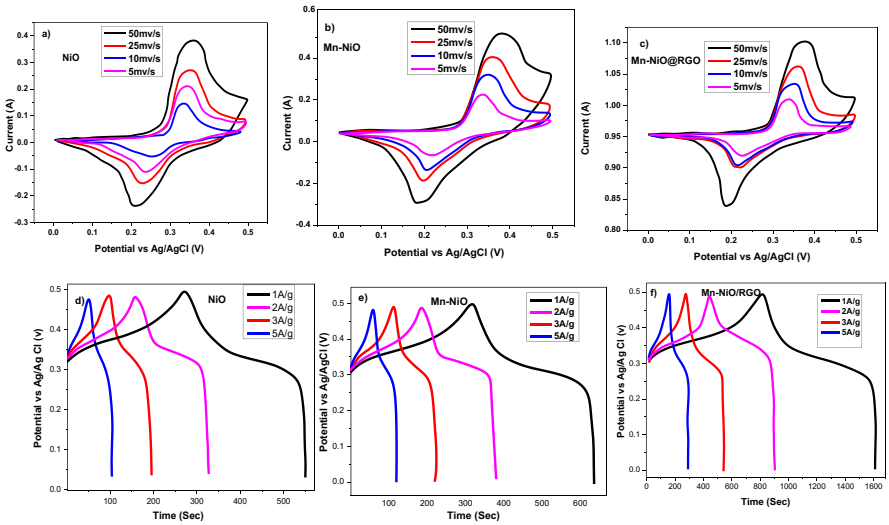 a)
NiO
50mv/s
25mv/s
10mv/s
5mv/s
Current (A)
0.4
0.3
0.2
0.1
0.0
-0.1
-0.2
-0.3
0.0 0.1 0.2 0.3 0.4 0.5
Potential vs Ag/AgCl (V)
b)
Mn-NiO
50mv/s
25mv/s
10mv/s
5mv/s
Current (A)
0.6
0.4
0.2
0.0
-0.2
-0.4
0.0 0.1 0.2 0.3 0.4 0.5
Potential vs Ag/AgCl (V)
c)
Mn-NiO@RGO
50mv/s
25mv/s
10mv/s
5mv/s
Current (A)
1.10
1.05
1.00
0.95
0.90
0.85
0.80
0.0 0.1 0.2 0.3 0.4 0.5
Potential vs Ag/AgCl (V)
d)
NiO
1A/g
2A/g
3A/g
5A/g
Potential vs Ag/Ag Cl (v)
0.5
0.4
0.3
0.2
0.1
0.0
100 200 300 400 500
Time (Sec)
e)
Mn-NiO
1A/g
2A/g
3A/g
5A/g
Potential vs Ag/AgCl (V)
0.5
0.4
0.3
0.2
0.1
0.0
100 200 300 400 500 600
Time (Sec)
f)
Mn-NiO/RGO
1A/g
2A/g
3A/g
5A/g
Potential vs Ag/Ag Cl (V)
0.5
0.4
0.3
0.2
0.1
0.0
0 200 400 600 800 1000 1200 1400 1600
Time (Sec)